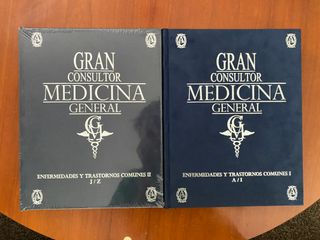 GRAN
CONSULTOR
MEDICINA
GENERAL
ENFERMEDADES Y TRASTORNOS COMUNES II
J / Z
GRAN
CONSULTOR
MEDICINA
GENERAL
ENFERMEDADES Y TRASTORNOS COMUNES I
A / I